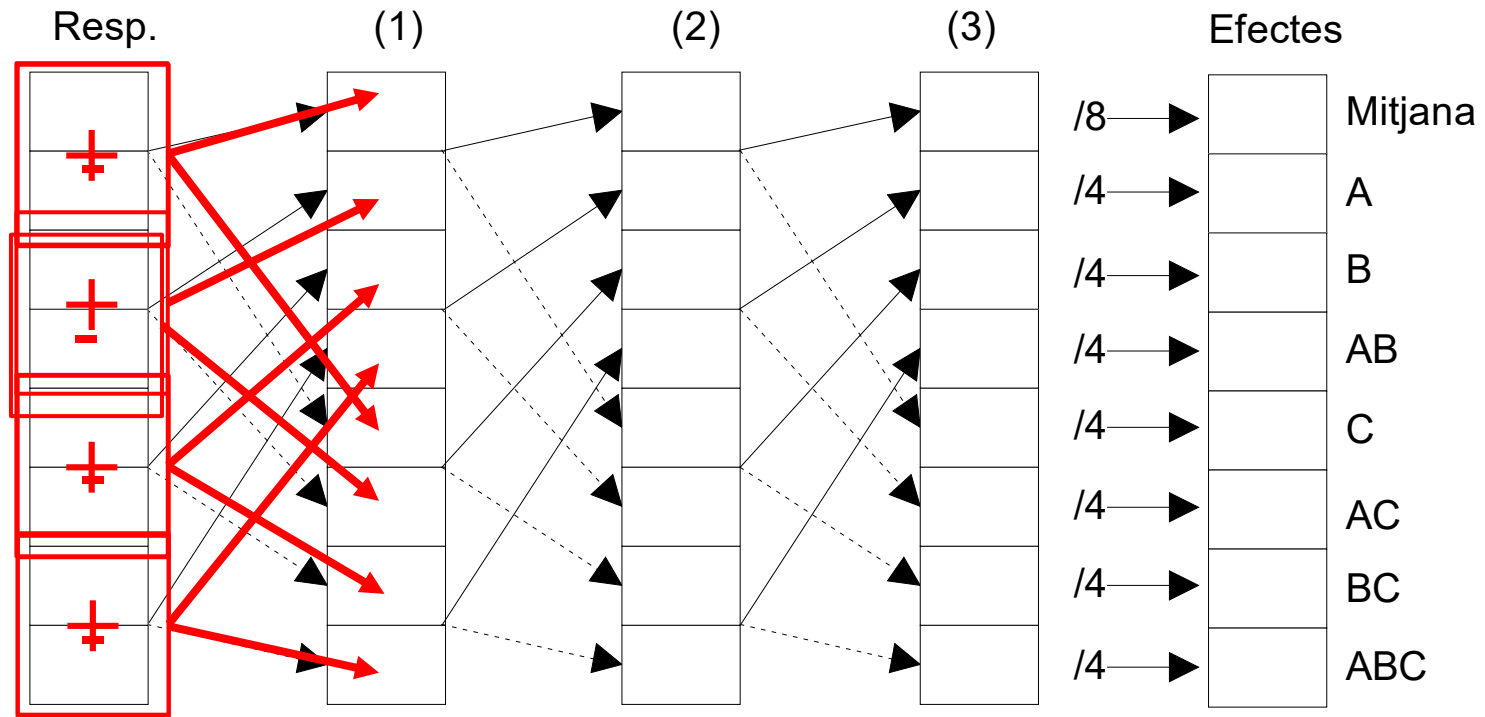 Resp. (1) (2) (3) Efectes
/8 Mitjana
/4 A
/4 B
/4 AB
/4 C
/4 AC
/4 BC
/4 ABC
+
-
+
-
+
-
+
-